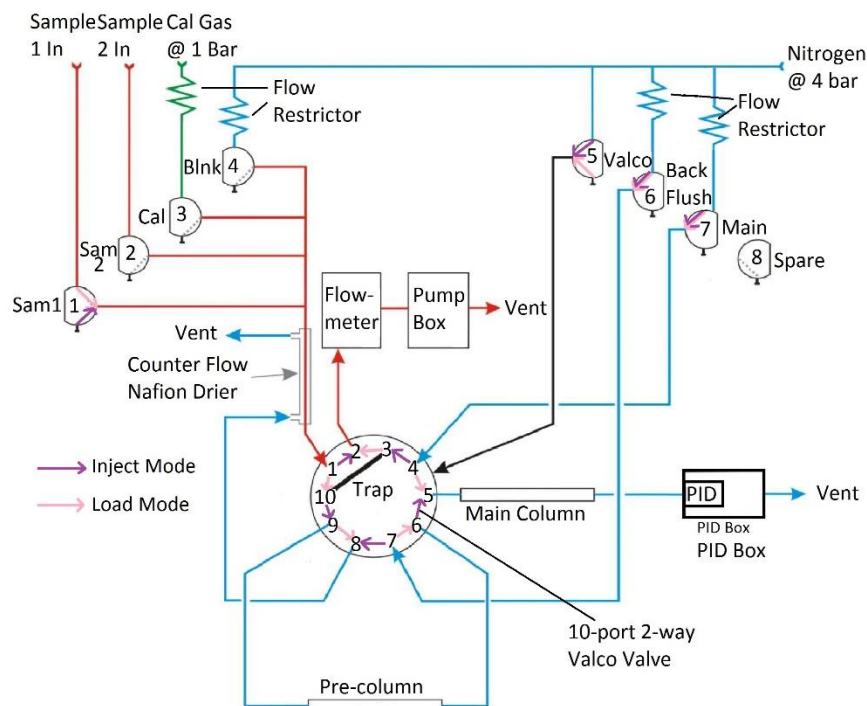 Sample Sample Cal Gas
1 In 2 In @ 1 Bar
Nitrogen
@ 4 bar
Flow
Restrictor
Flow
Restrictor
Blnk 4
5 Valco
Back
Flush
6
Cal 3
7 Main
Sam
2
2
8 Spare
Sam1 1
Flow-
meter
Pump
Box
Vent
Vent
Counter Flow
Nafion Drier
Inject Mode
Load Mode
1
2
3
4
5
6
7
8
9
10
Trap
Main Column
PID
PID Box
PID Box
Vent
10-port 2-way
Valco Valve
Pre-column